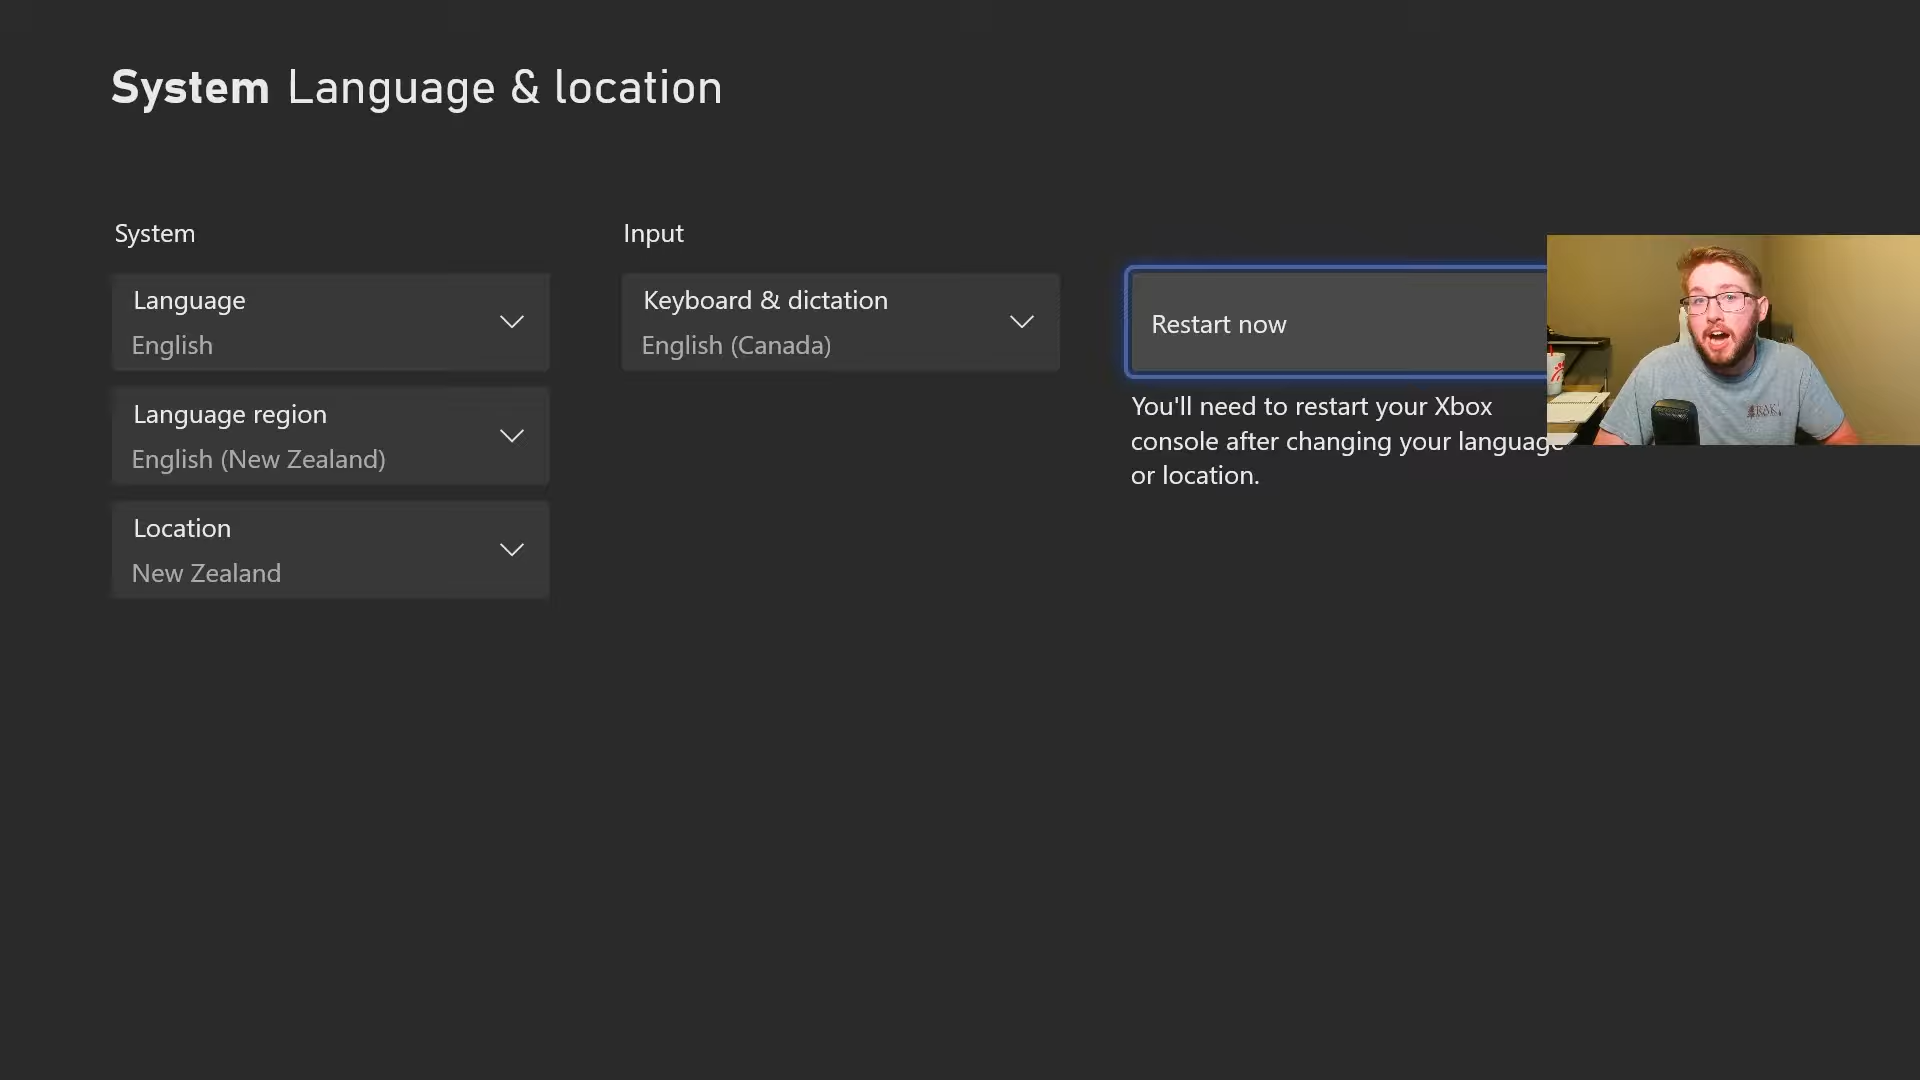 System Language & location
System
Language
English
Language region
English (New Zealand)
Location
New Zealand
Input
Keyboard & dictation
English (Canada)
Restart now
You'll need to restart your Xbox
console after changing your language
or location.
RAK